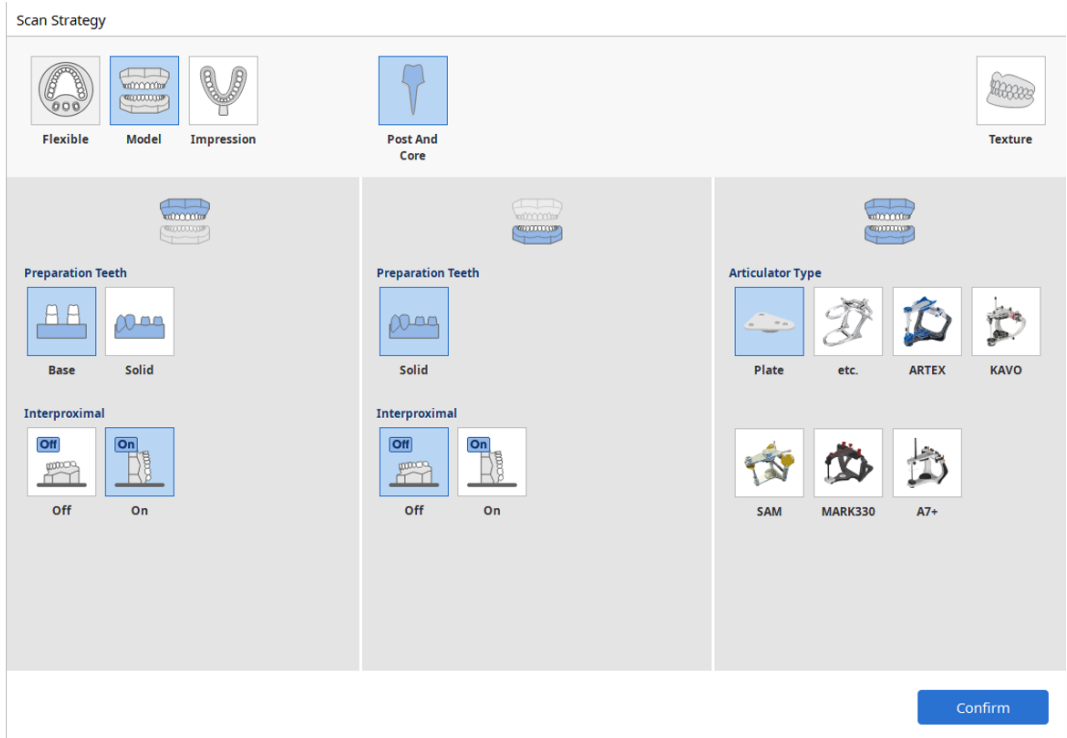 Scan Strategy
Flexible
Model
Impression
Post And
Core
Texture
Preparation Teeth
Base
Solid
Interproximal
Off
On
Off
On
Preparation Teeth
Solid
Interproximal
Off
On
Off
On
Articulator Type
Plate
etc.
ARTEX
KAVO
SAM
MARK330
A7+
Confirm